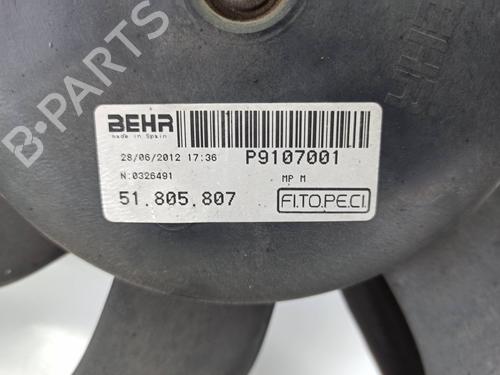 B-PARTS
BEHR
made in Spain
28/06/2012 17:36 P9107001
N:0326491 MP M
51.805.807 FI.TO.PE.CI.